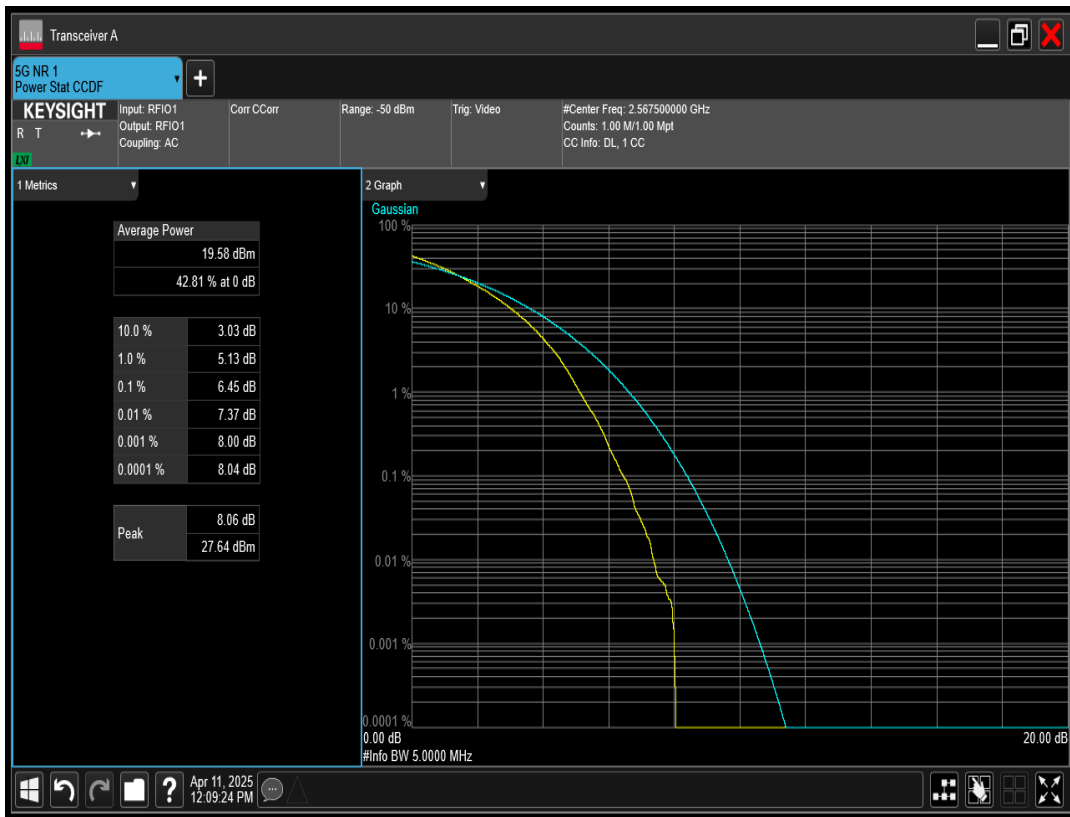 Transceiver A
5G NR 1
Power Stat CCDF
+
KEYSIGHT
R T
LXI
Input: RFIO1
Output: RFIO1
Coupling: AC
Corr CCorr
Range: -50 dBm
Trig: Video
#Center Freq: 2.567500000 GHz
Counts: 1.00 M/1.00 Mpt
CC Info: DL, 1 CC
1 Metrics
Average Power
19.58 dBm
42.81 % at 0 dB
10.0 % 3.03 dB
1.0 % 5.13 dB
0.1 % 6.45 dB
0.01 % 7.37 dB
0.001 % 8.00 dB
0.0001 % 8.04 dB
Peak
8.06 dB
27.64 dBm
2 Graph
Gaussian
100 %
10 %
1 %
0.1 %
0.01 %
0.001 %
0.0001 %
0.00 dB 20.00 dB
#Info BW 5.0000 MHz
?
Apr 11, 2025
12:09:24 PM